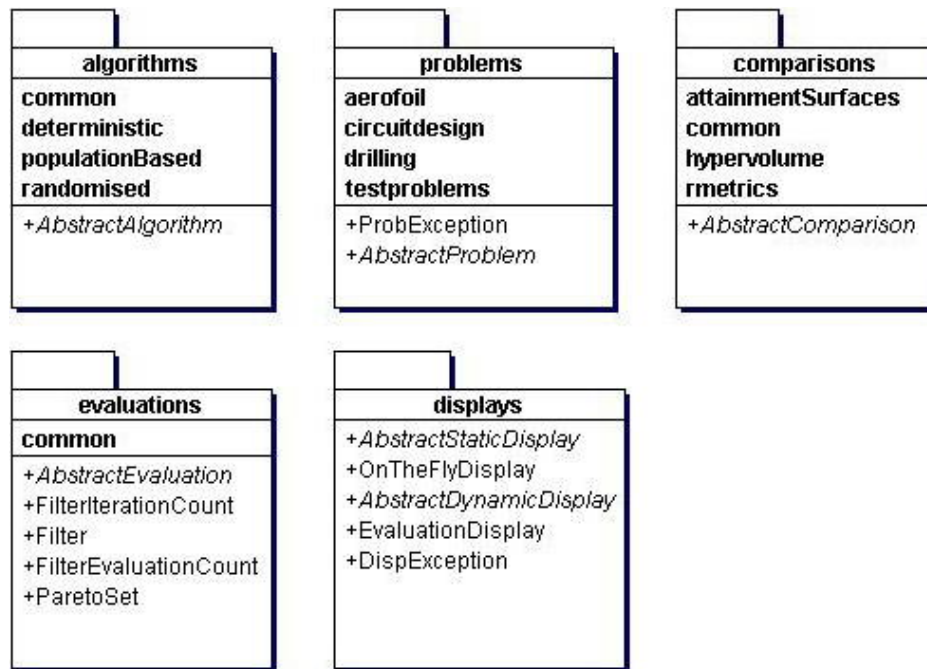 algorithms
common
deterministic
populationBased
randomised
+AbstractAlgorithm
problems
aerofoil
circuitdesign
drilling
testproblems
+ProbException
+AbstractProblem
comparisons
attainmentSurfaces
common
hypervolume
rmetrics
+AbstractComparison
evaluations
common
+AbstractEvaluation
+FilterIterationCount
+Filter
+FilterEvaluationCount
+ParetoSet
displays
+AbstractStaticDisplay
+OnTheFlyDisplay
+AbstractDynamicDisplay
+EvaluationDisplay
+DispException